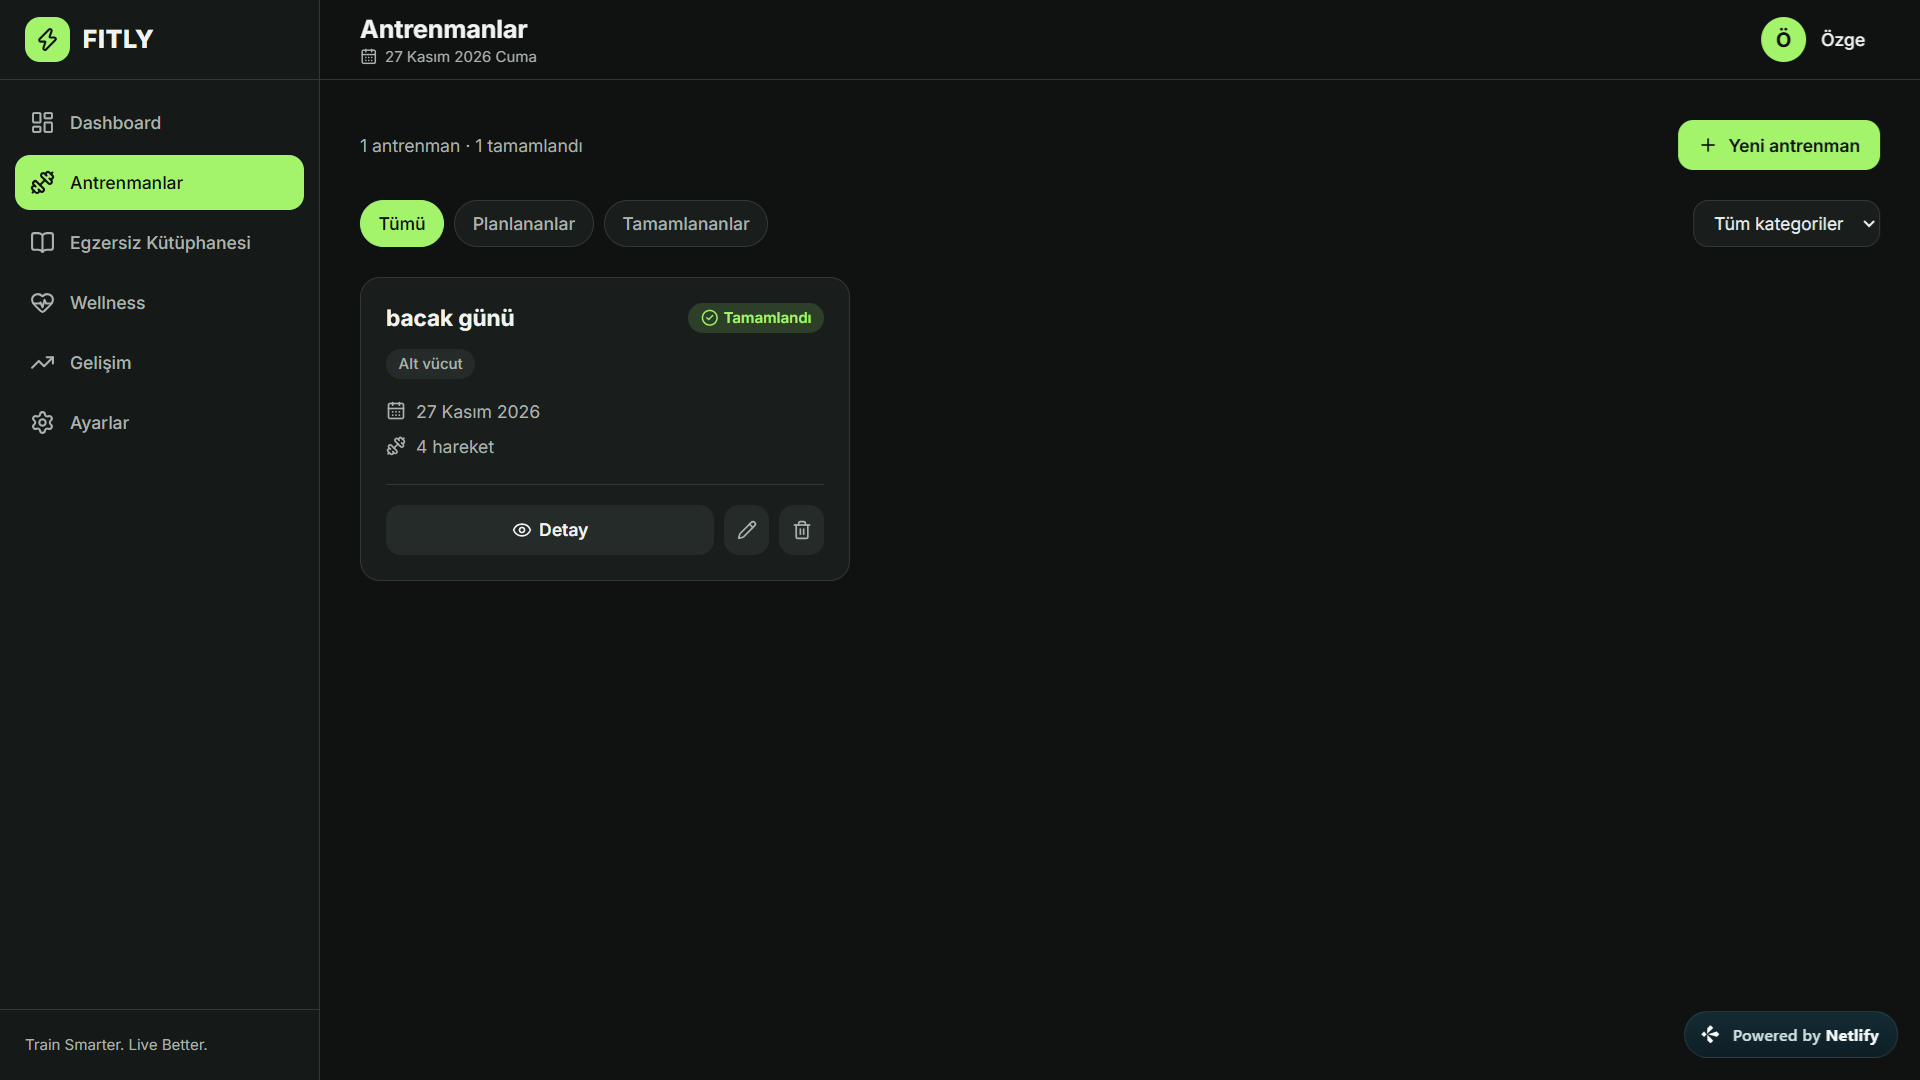 FITLY
Antrenmanlar
27 Kasım 2026 Cuma
Ö
Özge
Dashboard
Antrenmanlar
Egzersiz Kütüphanesi
Wellness
Gelişim
Ayarlar
1 antrenman · 1 tamamlandı
Yeni antrenman
Tümü
Planlananlar
Tamamlananlar
Tüm kategoriler
bacak günü
Tamamlandı
Alt vücut
27 Kasım 2026
4 hareket
Detay
Train Smarter. Live Better.
Powered by Netlify